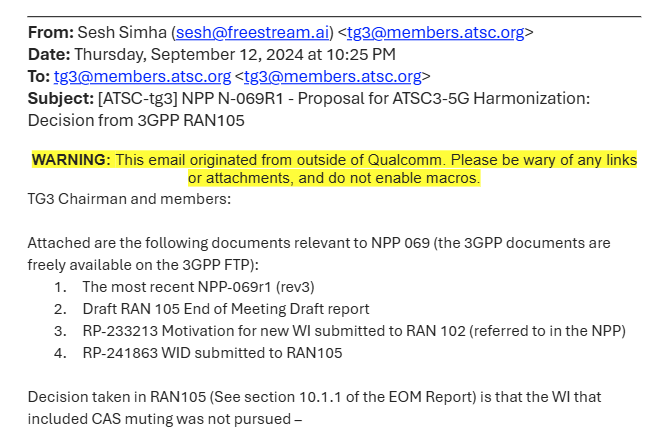 From: Sesh Simha (sesh@freestream.ai) <tg3@members.atsc.org>
Date: Thursday, September 12, 2024 at 10:25 PM
To: tg3@members.atsc.org <tg3@members.atsc.org>
Subject: [ATSC-tg3] NPP N-069R1 - Proposal for ATSC3-5G Harmonization:
Decision from 3GPP RAN105
WARNING: This email originated from outside of Qualcomm. Please be wary of any links
or attachments, and do not enable macros.
TG3 Chairman and members:
Attached are the following documents relevant to NPP 069 (the 3GPP documents are
freely available on the 3GPP FTP):
1. The most recent NPP-069r1 (rev3)
2. Draft RAN 105 End of Meeting Draft report
3. RP-233213 Motivation for new WI submitted to RAN 102 (referred to in the NPP)
4. RP-241863 WID submitted to RAN105
Decision taken in RAN105 (See section 10.1.1 of the EOM Report) is that the WI that
included CAS muting was not pursued –